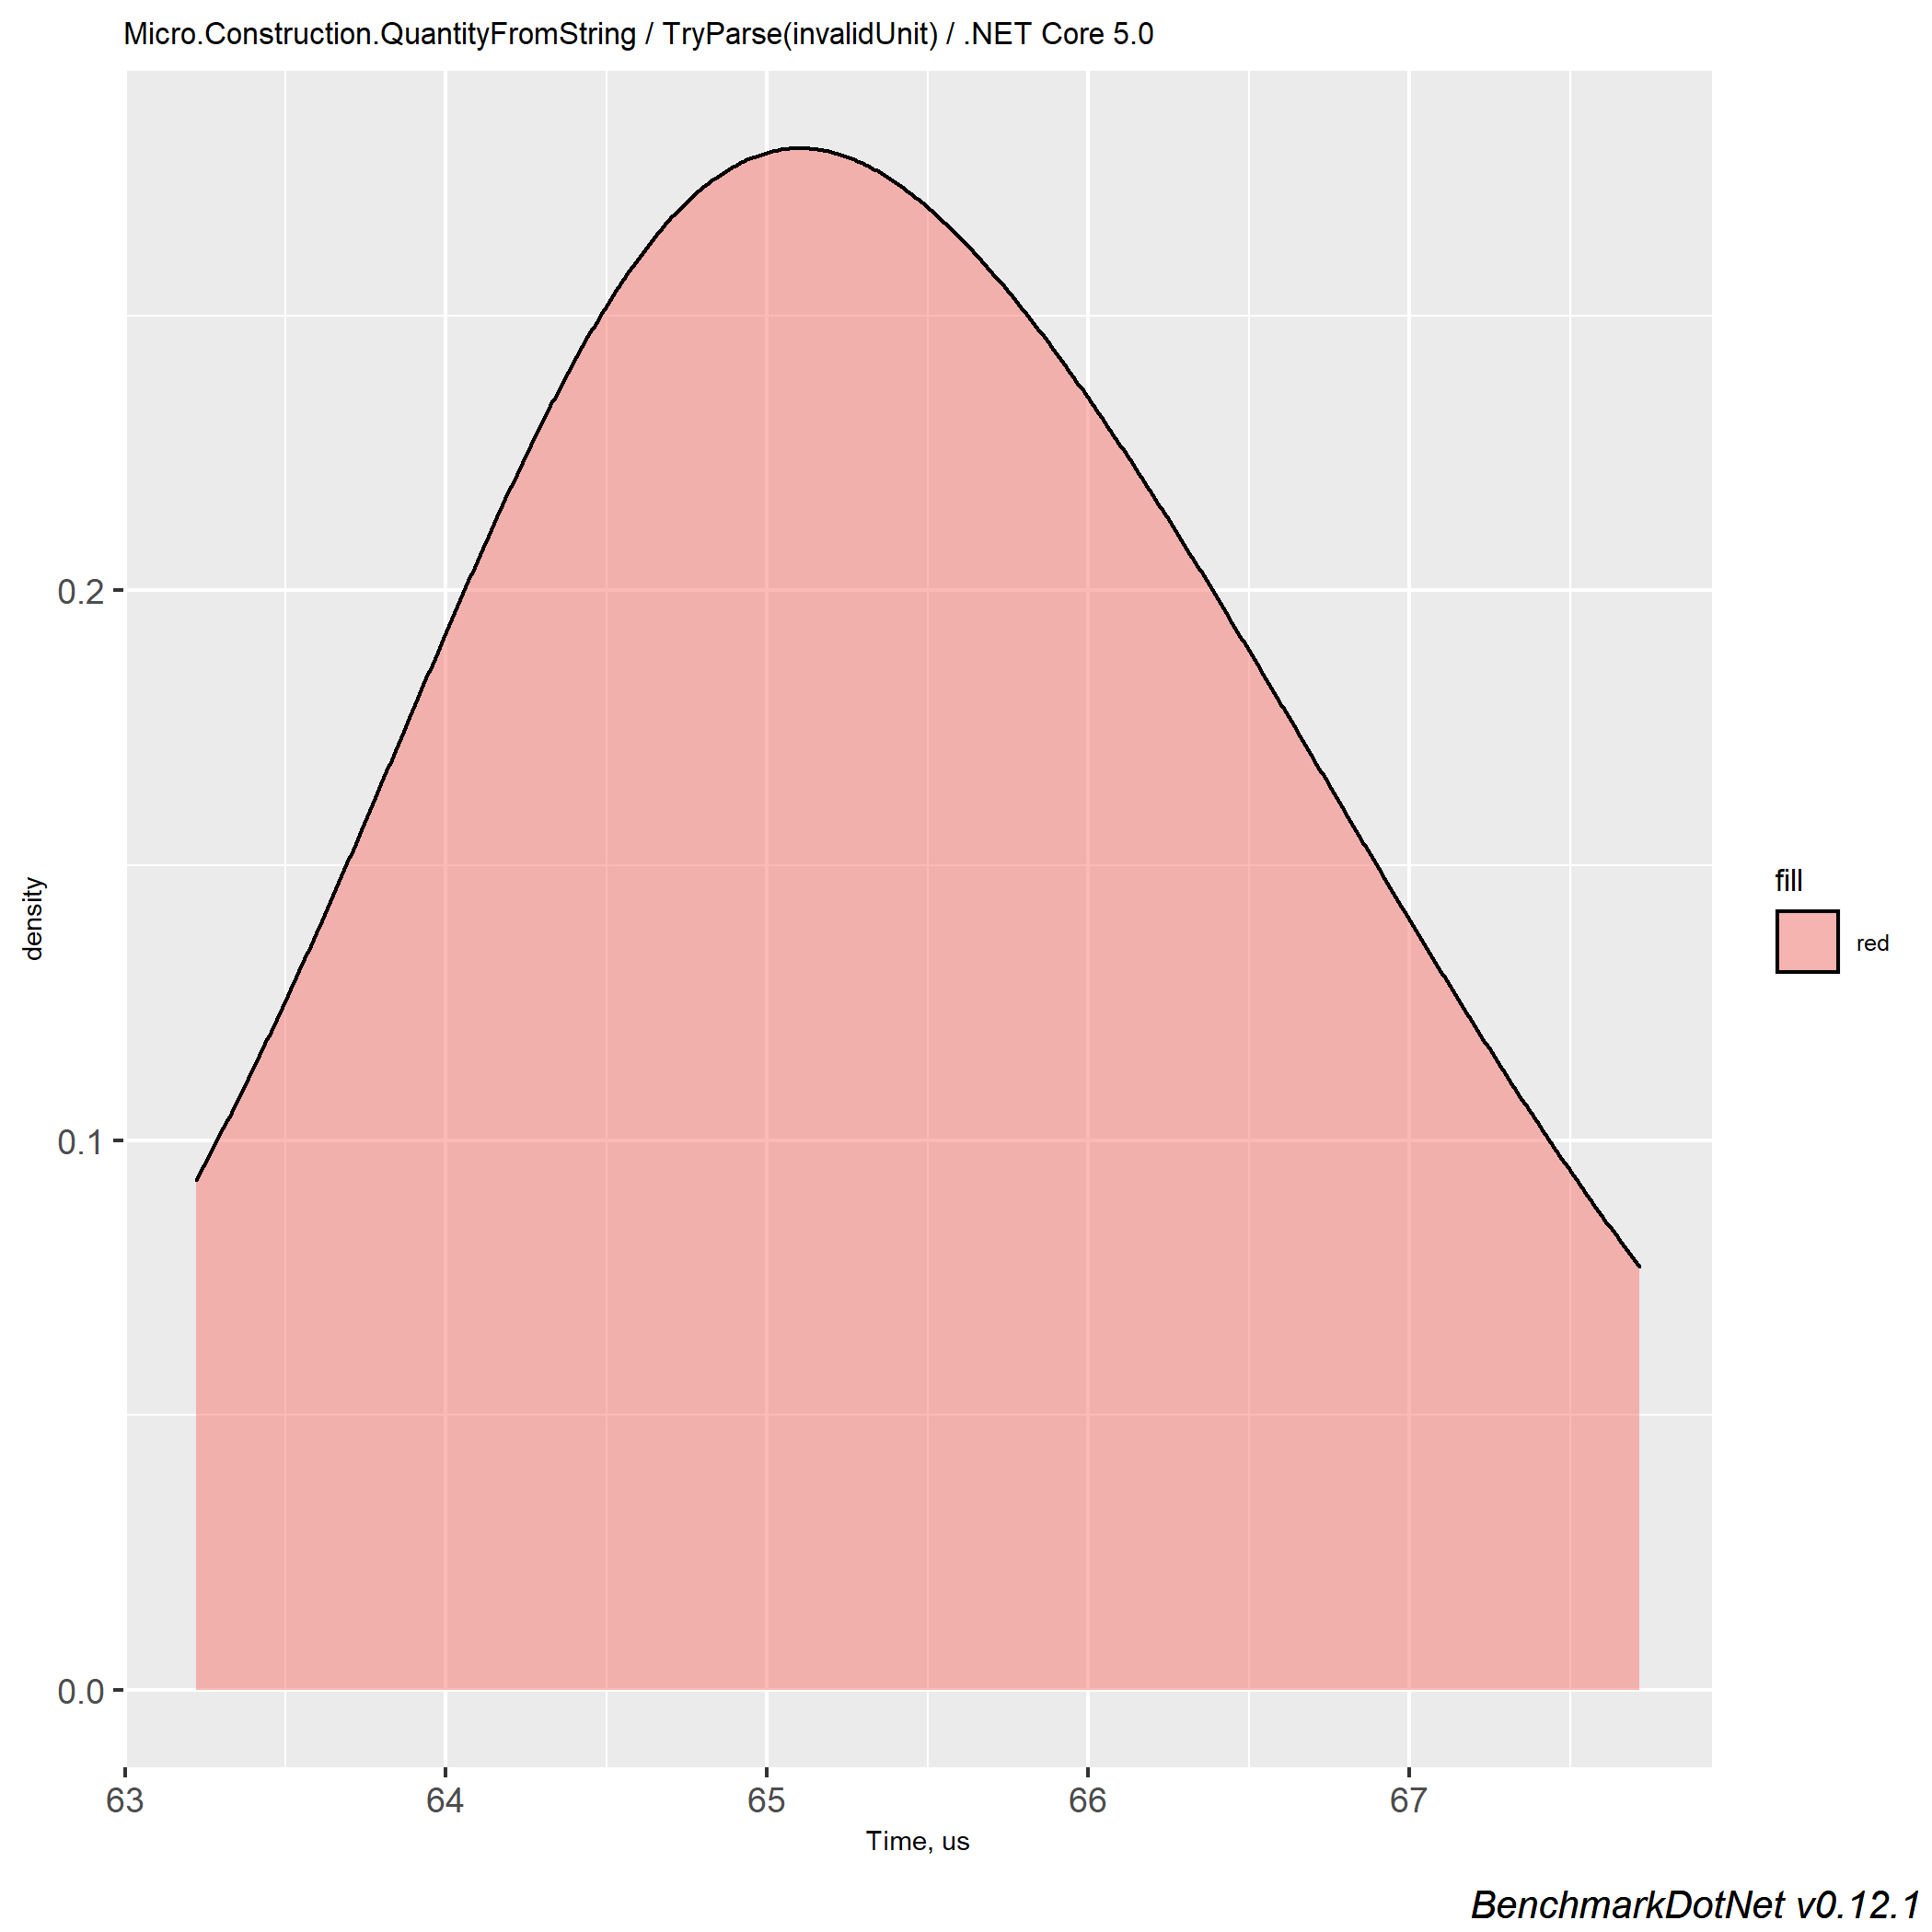 Micro.Construction.QuantityFromString / TryParse(invalidUnit) / .NET Core 5.0
density
0.2
0.1
0.0
63 64 65 66 67
Time, us
fill
red
BenchmarkDotNet v0.12.1